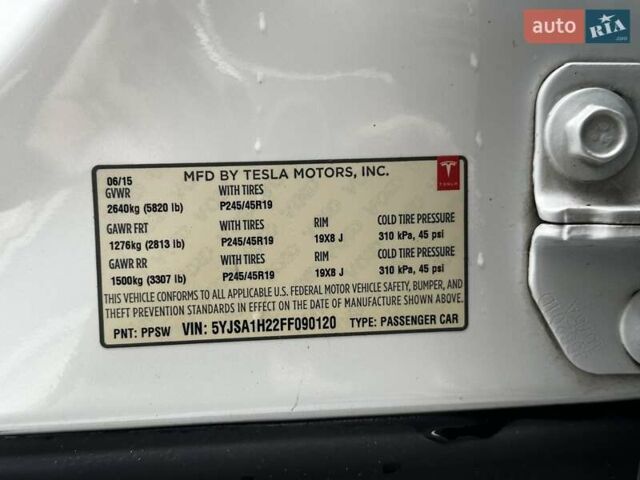 auto RIA
.com
06/15 MFD BY TESLA MOTORS, INC.
TESLA
GVWR WITH TIRES
2640kg (5820 lb) P245/45R19
GAWR FRT WITH TIRES RIM COLD TIRE PRESSURE
1276kg (2813 lb) P245/45R19 19X8 J 310 kPa, 45 psi
GAWR RR WITH TIRES RIM COLD TIRE PRESSURE
1500kg (3307 lb) P245/45R19 19X8 J 310 kPa, 45 psi
THIS VEHICLE CONFORMS TO ALL APPLICABLE U.S. FEDERAL MOTOR VEHICLE SAFETY, BUMPER, AND
THEFT PREVENTION STANDARDS IN EFFECT ON THE DATE OF MANUFACTURE SHOWN ABOVE.
PNT: PPSW VIN: 5YJSA1H22FF090120 TYPE: PASSENGER CAR